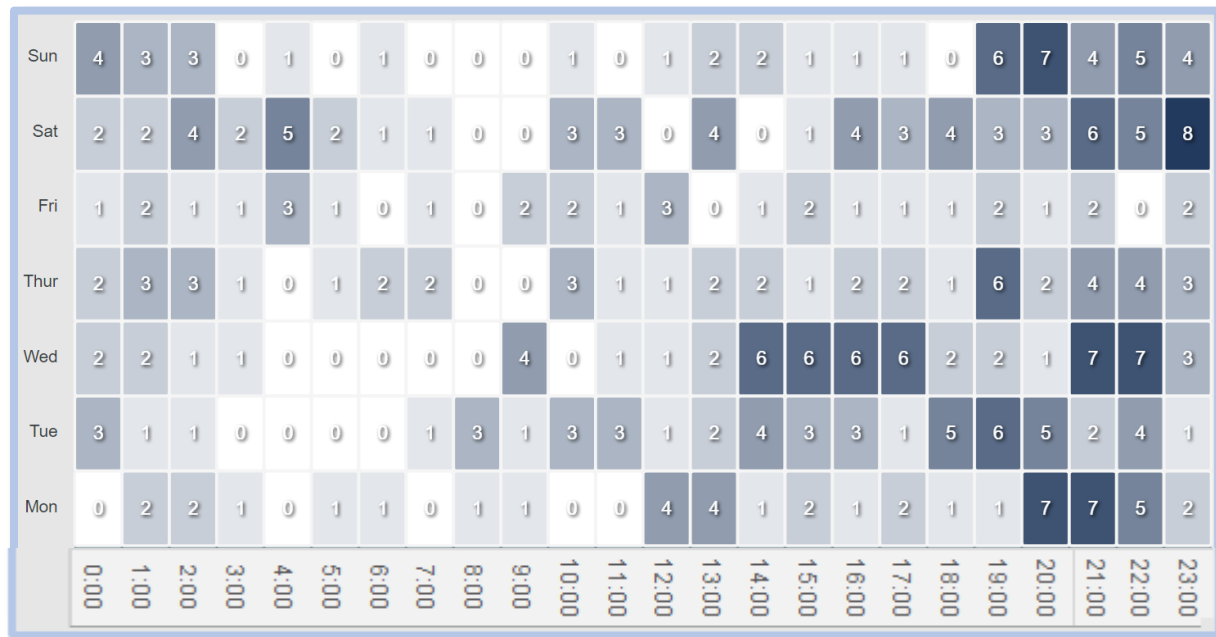 Sun 4 3 3 0 1 0 1 0 0 0 1 0 1 2 2 1 1 1 0 6 7 4 5 4
Sat 2 2 4 2 5 2 1 1 0 0 3 3 0 4 0 1 4 3 4 3 3 6 5 8
Fri 1 2 1 1 3 1 0 1 0 2 2 1 3 0 1 2 1 1 1 2 1 2 0 2
Thur 2 3 3 1 0 1 2 2 0 0 3 1 1 2 2 1 2 2 1 6 2 4 4 3
Wed 2 2 1 1 0 0 0 0 0 4 0 1 1 2 6 6 6 6 2 2 1 7 7 3
Tue 3 1 1 0 0 0 0 1 3 1 3 3 1 2 4 3 3 1 5 6 5 2 4 1
Mon 0 2 2 1 0 1 1 0 1 1 0 0 4 4 1 2 1 2 1 1 7 7 5 2
0:00 1:00 2:00 3:00 4:00 5:00 6:00 7:00 8:00 9:00 10:00 11:00 12:00 13:00 14:00 15:00 16:00 17:00 18:00 19:00 20:00 21:00 22:00 23:00